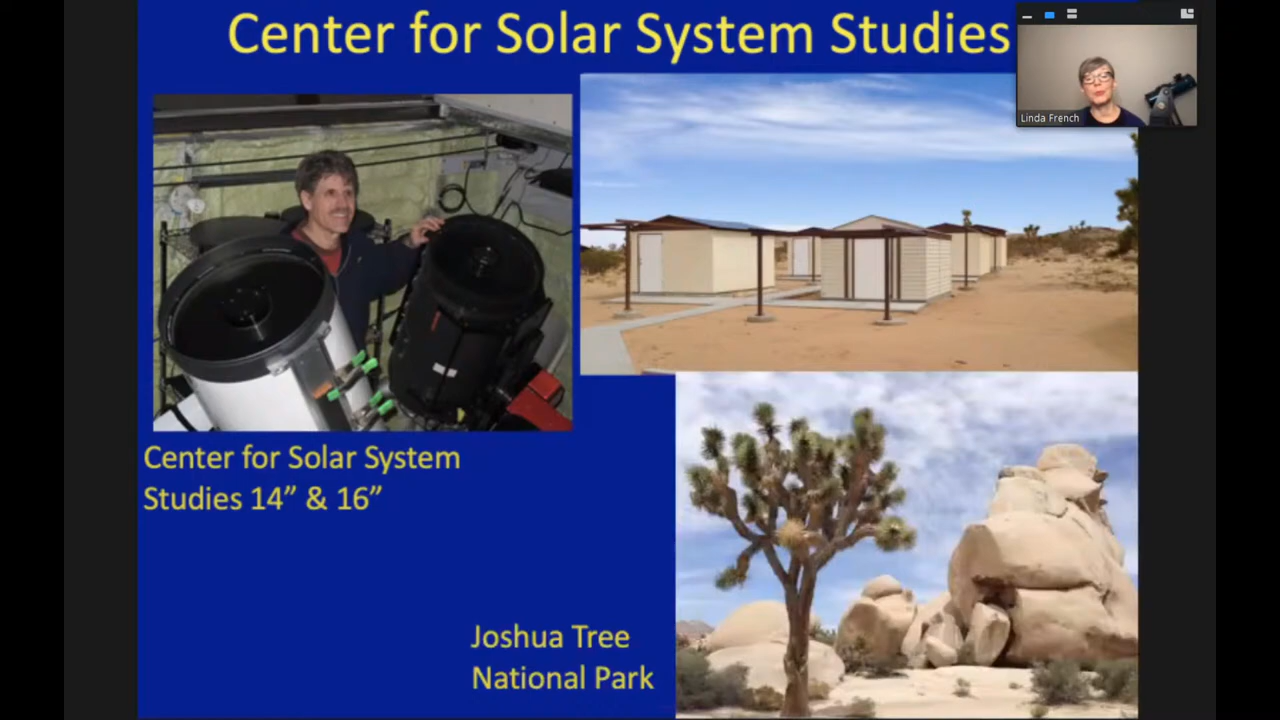 Center for Solar System Studies
Linda French
Center for Solar System
Studies 14” & 16”
Joshua Tree
National Park